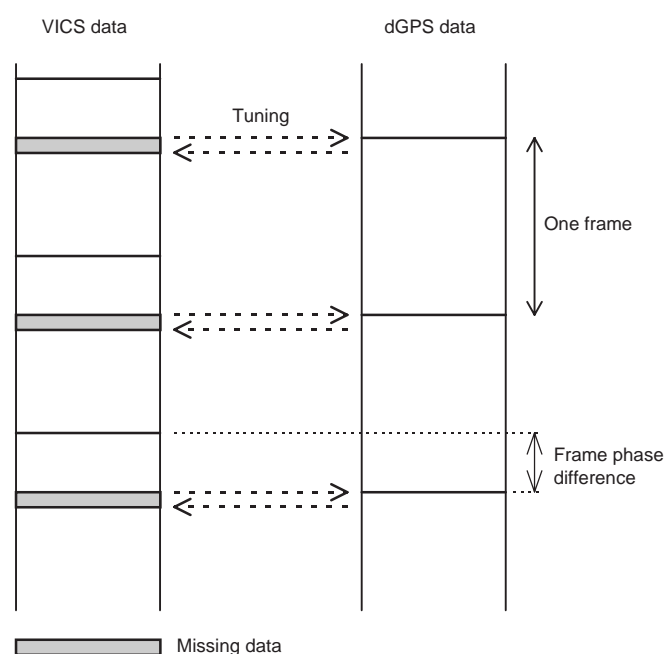 VICS data
dGPS data
Tuning
One frame
Frame phase
difference
Missing data